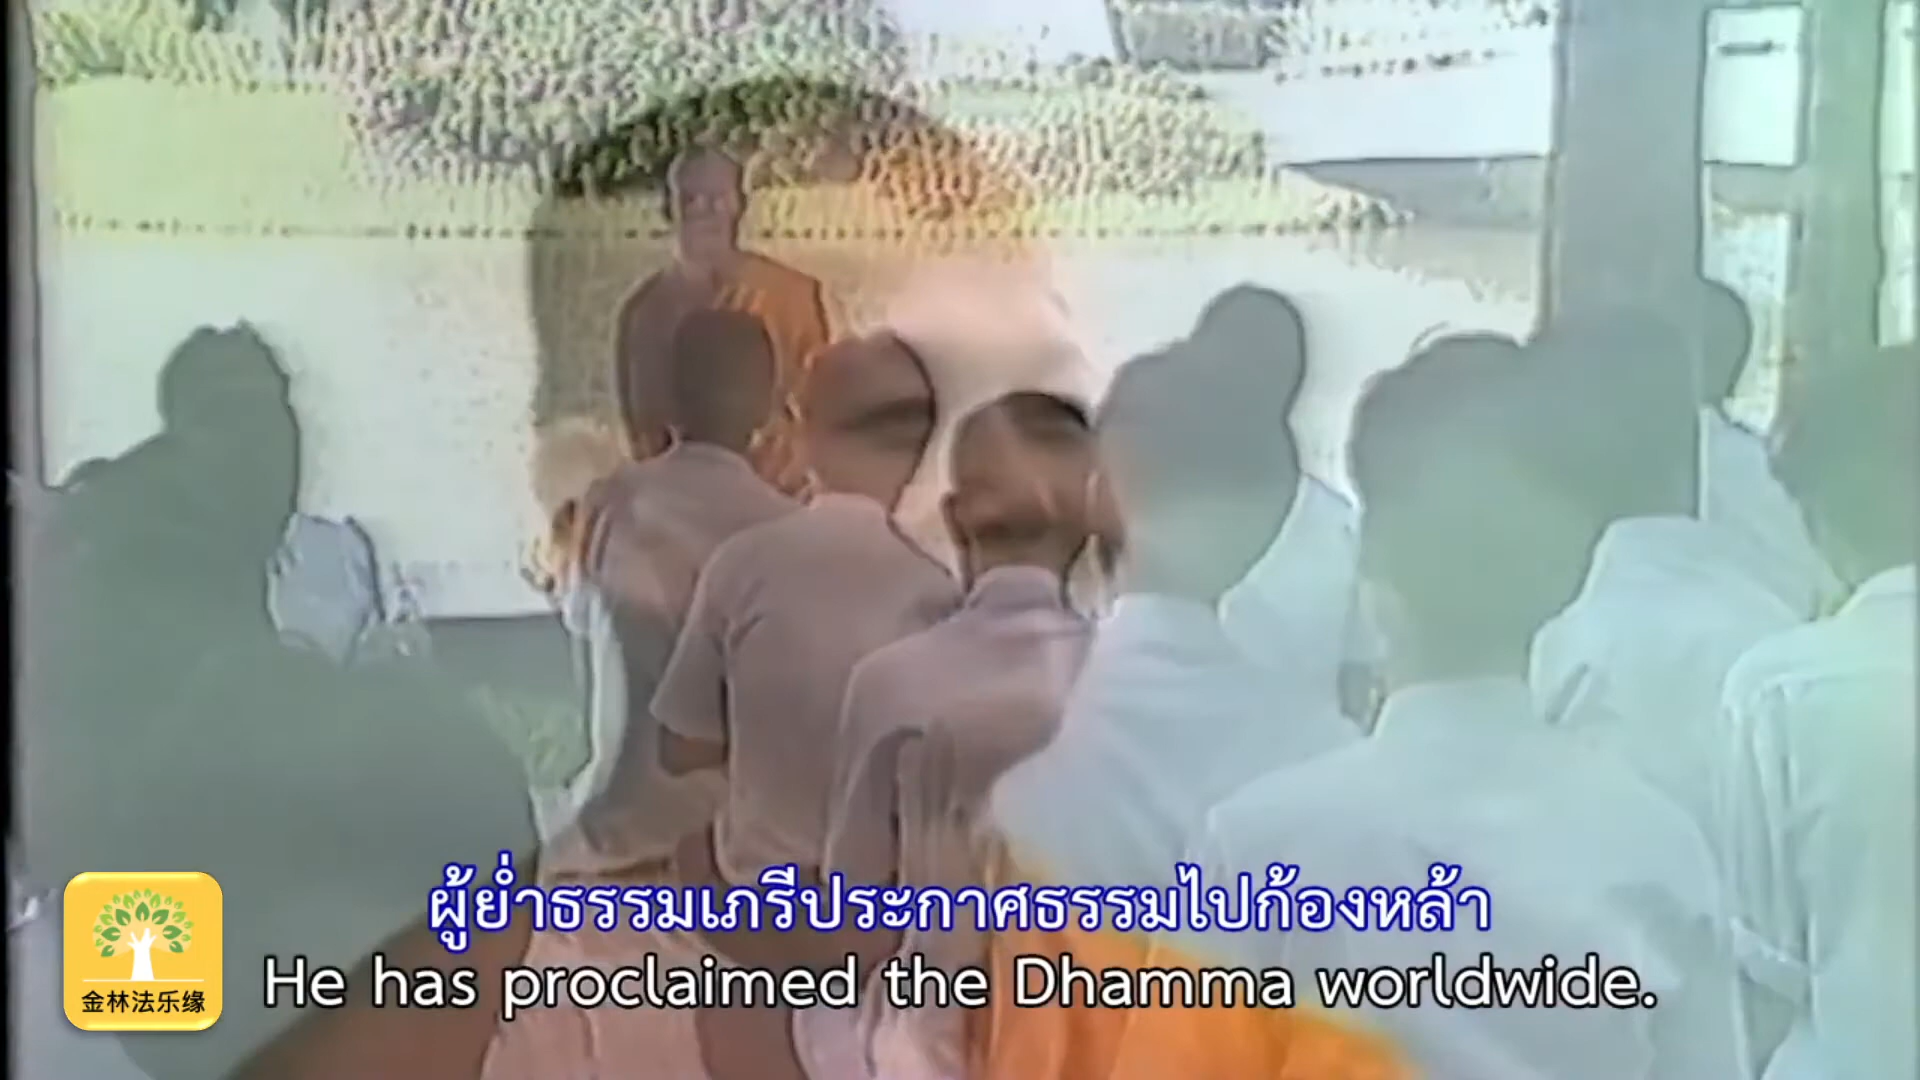 ผู้ย่ำธรรมเภรีประกาศธรรมไปก้องหล้า
He has proclaimed the Dhamma worldwide.
金林法乐缘